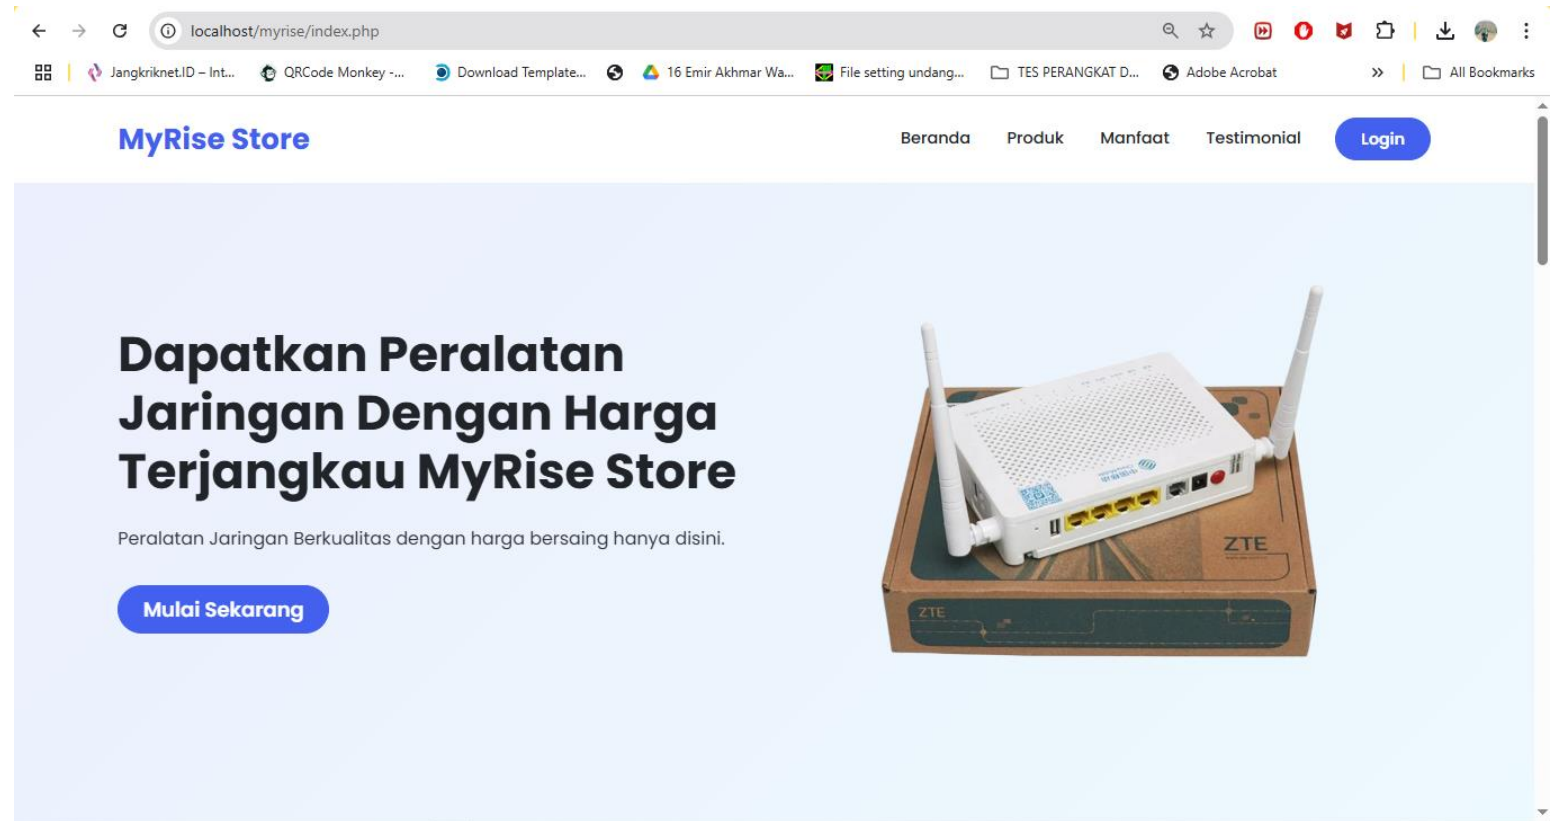 localhost/myrise/index.php
Jangkriknet.ID – Int...
QRCode Monkey -...
Download Template...
16 Emir Akhmar Wa...
File setting undang...
TES PERANGKAT D...
Adobe Acrobat
All Bookmarks
MyRise Store
Beranda
Produk
Manfaat
Testimonial
Login
Dapatkan Peralatan
Jaringan Dengan Harga
Terjangkau MyRise Store
Peralatan Jaringan Berkualitas dengan harga bersaing hanya disini.
Mulai Sekarang
ZTE
ZTE